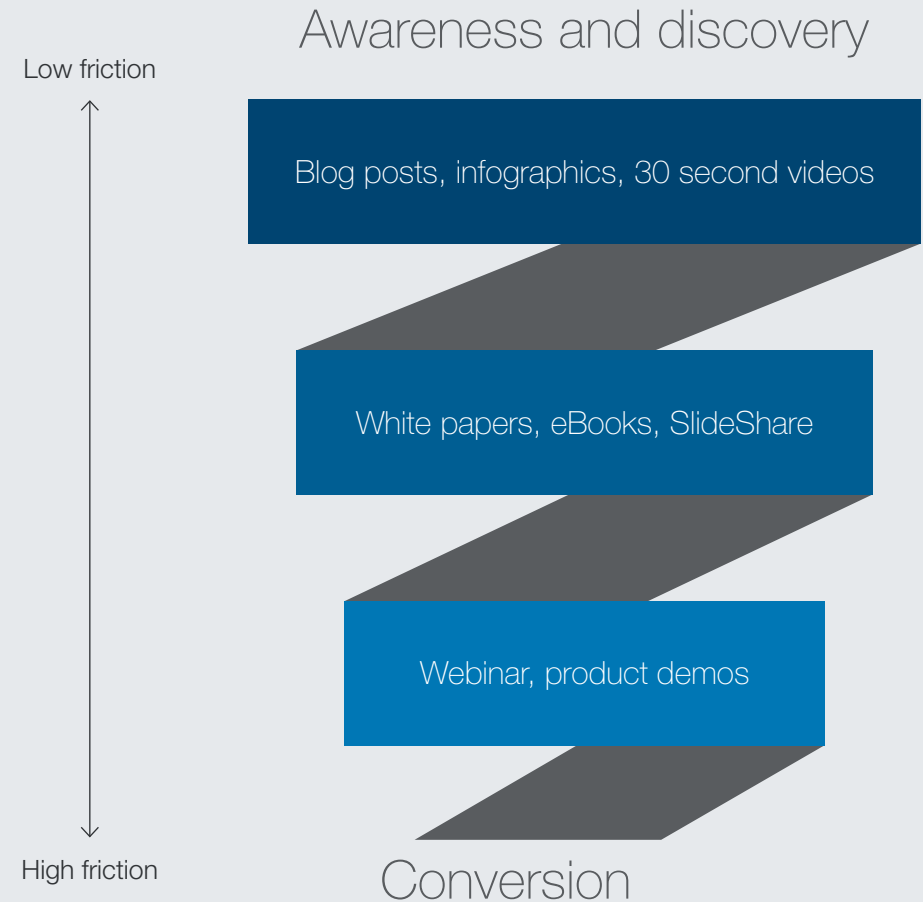 Awareness and discovery
Low friction
Blog posts, infographics, 30 second videos
White papers, eBooks, SlideShare
Webinar, product demos
High friction
Conversion